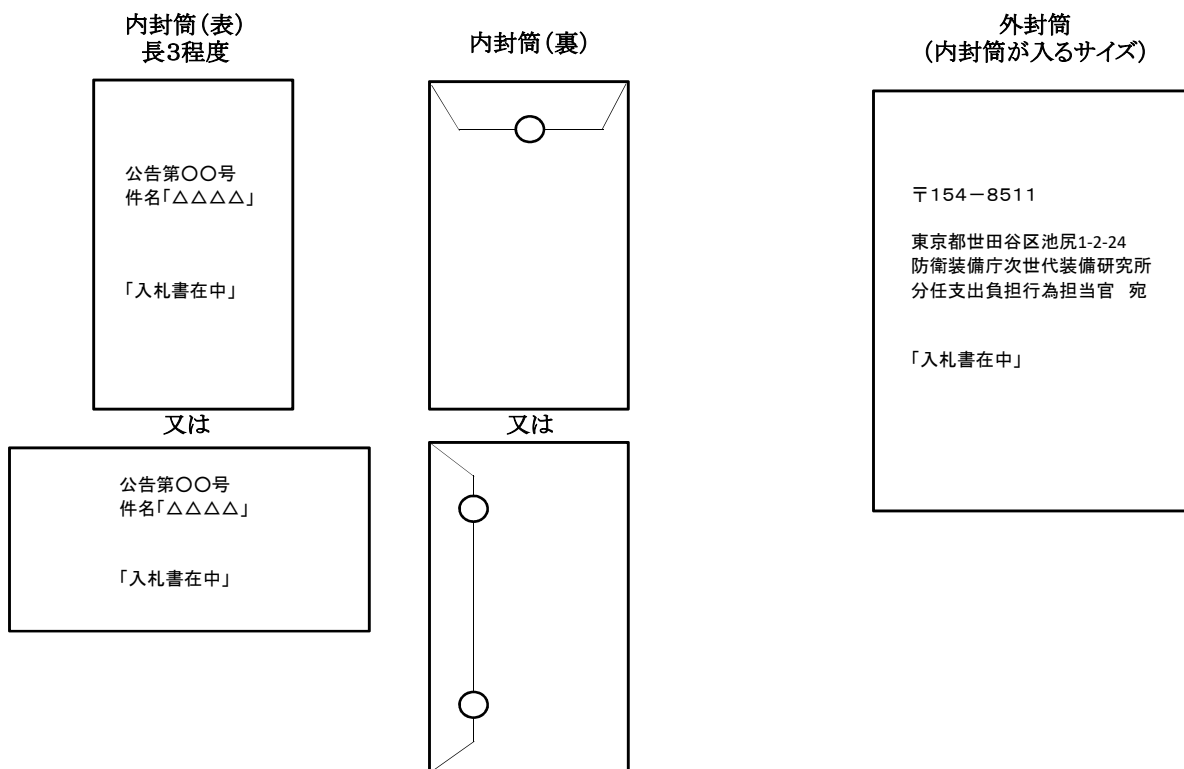 内封筒(表)
長3程度
公告第〇〇号
件名「△△△△」
「入札書在中」
又は
公告第〇〇号
件名「△△△△」
「入札書在中」
内封筒(裏)
又は
外封筒
(内封筒が入るサイズ)
〒154－8511
東京都世田谷区池尻1-2-24
防衛装備庁次世代装備研究所
分任支出負担行為担当官　宛
「入札書在中」